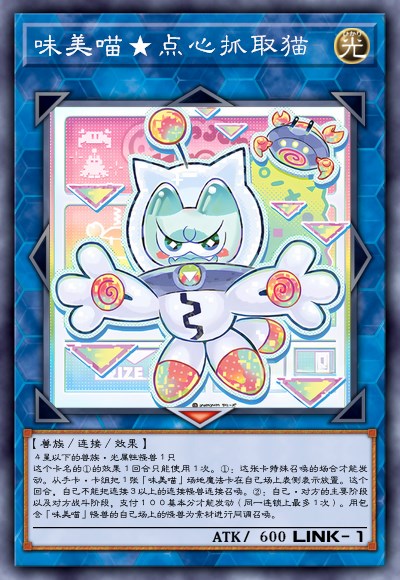 味美喵★点心抓取猫
光
PRIZE
【兽族/连接/效果】
4星以下的兽族·光属性怪兽1只
这个卡名的①的效果1回合只能使用1次。①：这张卡特殊召唤的场合才能发
动。从手卡·卡组把1张「味美喵」场地魔法卡在自己场上表侧表示放置。这个
回合，自己不能把连接3以上的连接怪兽连接召唤。②：自己·对方的主要阶段
以及对方战斗阶段，支付100基本分才能发动（同一连锁上最多1次）。用包
含「味美喵」怪兽的自己场上的怪兽为素材进行同调召唤。
ATK/ 600 LINK-1